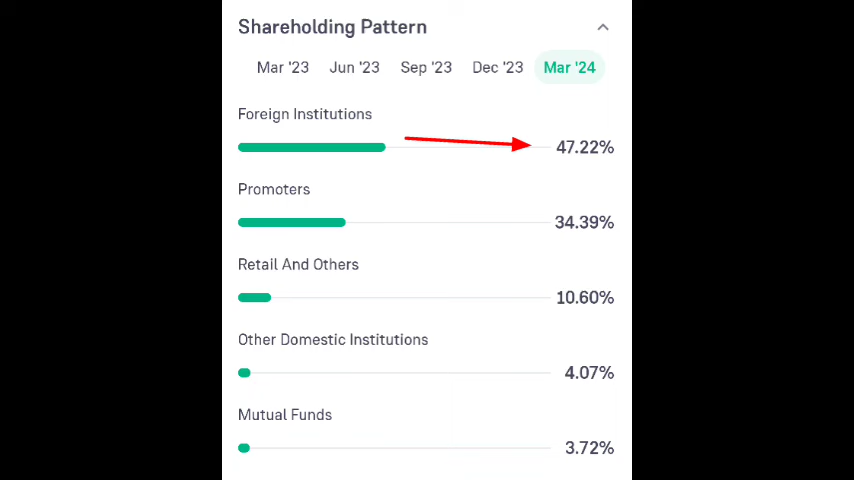 Shareholding Pattern
Mar '23 Jun '23 Sep '23 Dec '23 Mar '24
Foreign Institutions
47.22%
Promoters
34.39%
Retail And Others
10.60%
Other Domestic Institutions
4.07%
Mutual Funds
3.72%